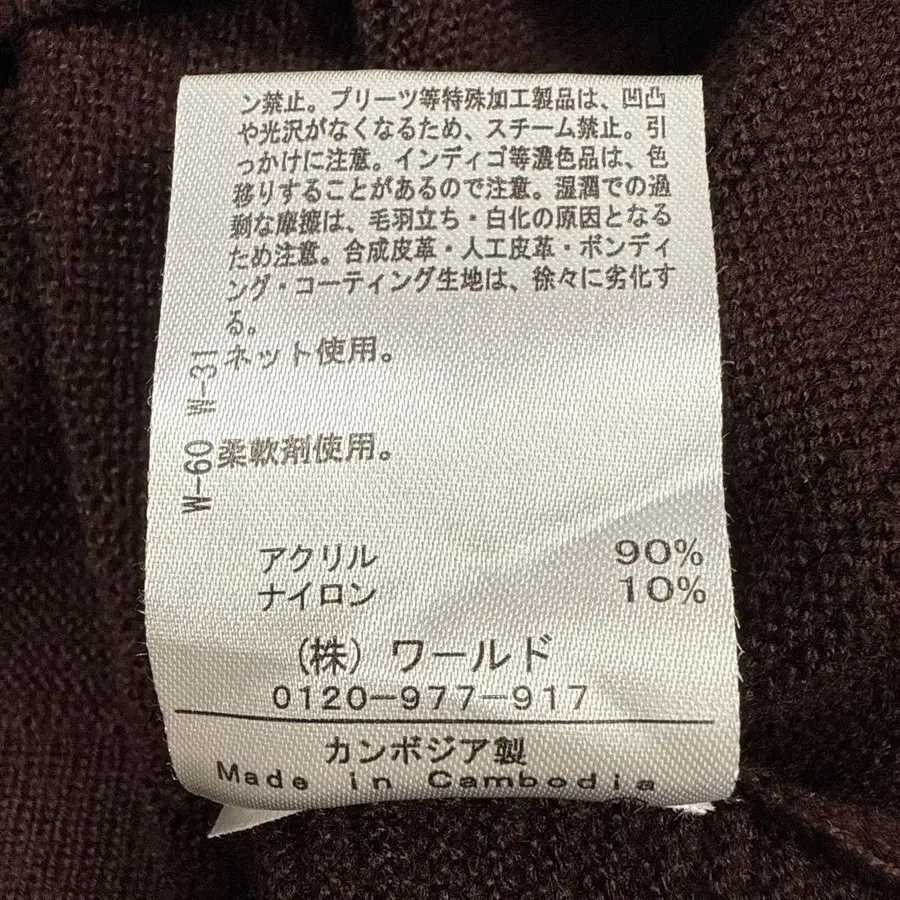 ン禁止。プリーツ等特殊加工製品は、凹凸
や光沢がなくなるため、スチーム禁止。引
っかけに注意。インディゴ等濃色品は、色
移りすることがあるので注意。湿潤での過
剰な摩擦は、毛羽立ち・白化の原因となる
ため注意。合成皮革・人工皮革・ボンディ
ング・コーティング生地は、徐々に劣化す
る。
ネット使用。
柔軟剤使用。
W-60 W-31
アクリル 90%
ナイロン 10%
(株) ワールド
0120-977-917
カンボジア製
Made in Cambodia